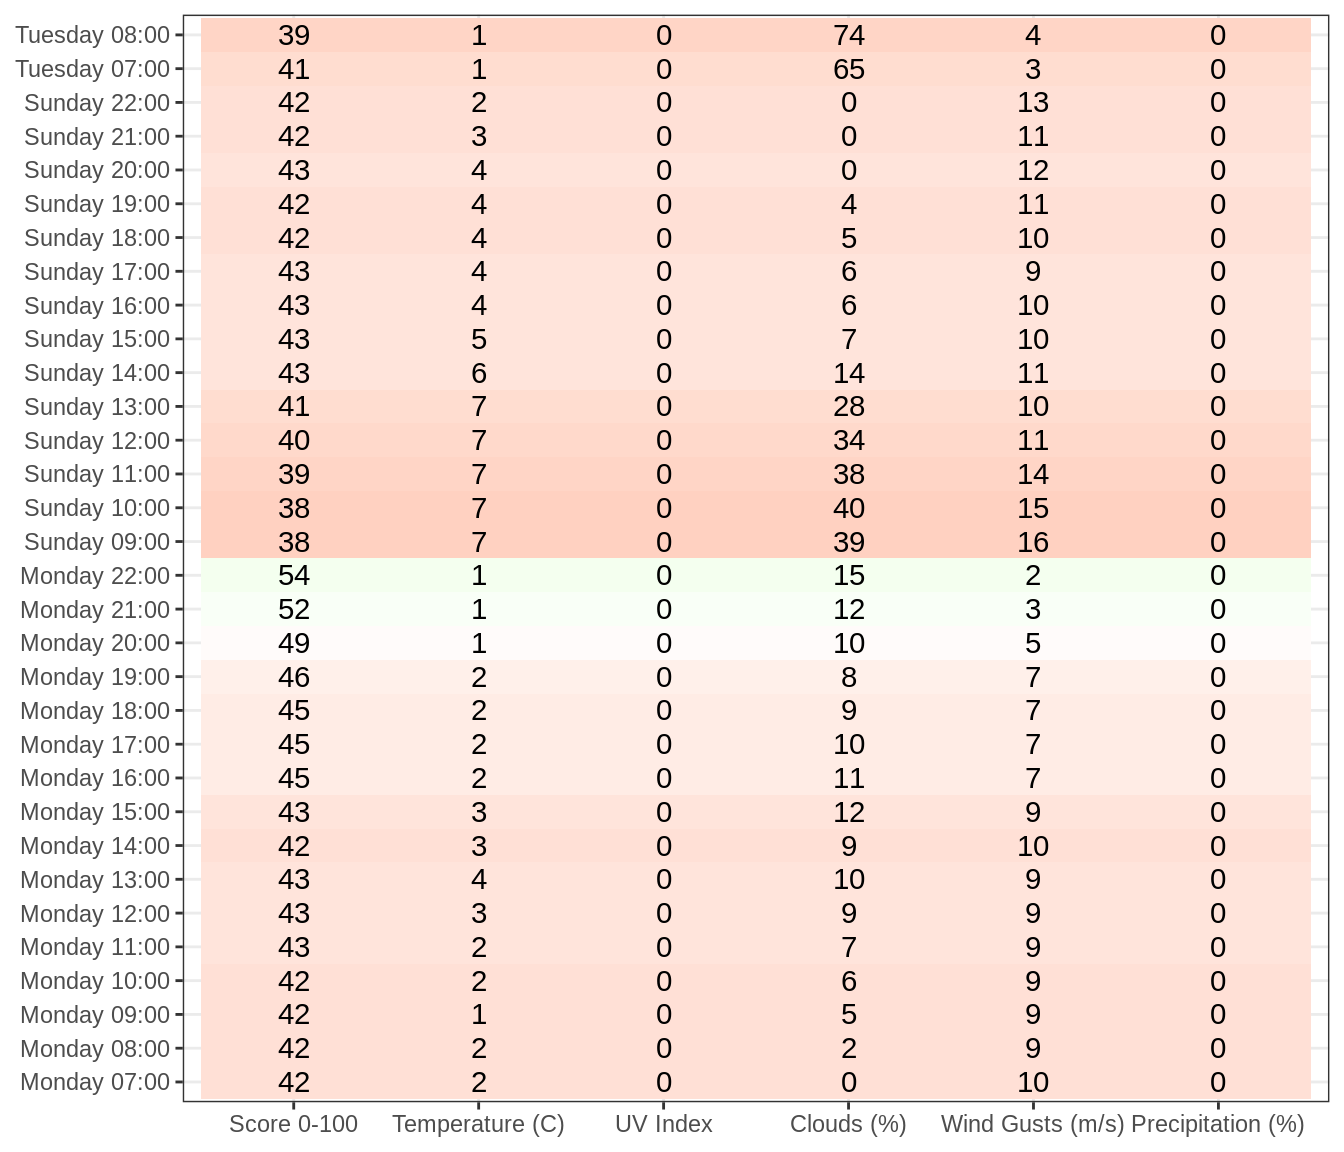 Tuesday 08:00 39 1 0 74 4 0
Tuesday 07:00 41 1 0 65 3 0
Sunday 22:00 42 2 0 0 13 0
Sunday 21:00 42 3 0 0 11 0
Sunday 20:00 43 4 0 0 12 0
Sunday 19:00 42 4 0 4 11 0
Sunday 18:00 42 4 0 5 10 0
Sunday 17:00 43 4 0 6 9 0
Sunday 16:00 43 4 0 6 10 0
Sunday 15:00 43 5 0 7 10 0
Sunday 14:00 43 6 0 14 11 0
Sunday 13:00 41 7 0 28 10 0
Sunday 12:00 40 7 0 34 11 0
Sunday 11:00 39 7 0 38 14 0
Sunday 10:00 38 7 0 40 15 0
Sunday 09:00 38 7 0 39 16 0
Monday 22:00 54 1 0 15 2 0
Monday 21:00 52 1 0 12 3 0
Monday 20:00 49 1 0 10 5 0
Monday 19:00 46 2 0 8 7 0
Monday 18:00 45 2 0 9 7 0
Monday 17:00 45 2 0 10 7 0
Monday 16:00 45 2 0 11 7 0
Monday 15:00 43 3 0 12 9 0
Monday 14:00 42 3 0 9 10 0
Monday 13:00 43 4 0 10 9 0
Monday 12:00 43 3 0 9 9 0
Monday 11:00 43 2 0 7 9 0
Monday 10:00 42 2 0 6 9 0
Monday 09:00 42 1 0 5 9 0
Monday 08:00 42 2 0 2 9 0
Monday 07:00 42 2 0 0 10 0
Score 0-100 Temperature (C) UV Index Clouds (%) Wind Gusts (m/s) Precipitation (%)